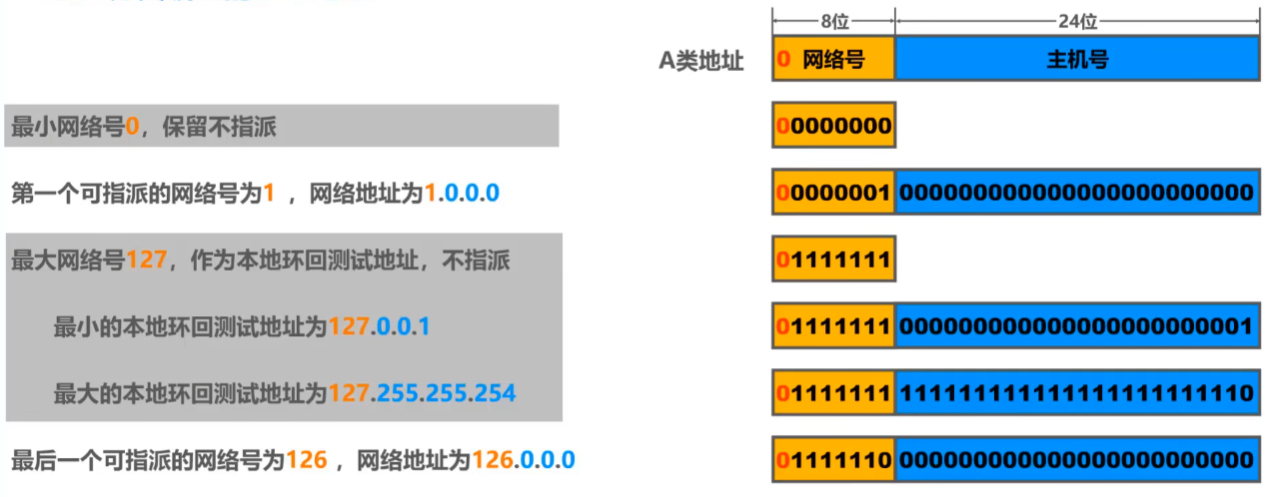 8位 24位
A类地址 0 网络号 主机号
最小网络号0，保留不指派 00000000
第一个可指派的网络号为1 ，网络地址为1.0.0.0 00000001 000000000000000000000000
最大网络号127，作为本地环回测试地址，不指派 01111111
最小的本地环回测试地址为127.0.0.1 01111111 000000000000000000000001
最大的本地环回测试地址为127.255.255.254 01111111 111111111111111111111110
最后一个可指派的网络号为126 ，网络地址为126.0.0.0 01111110 000000000000000000000000